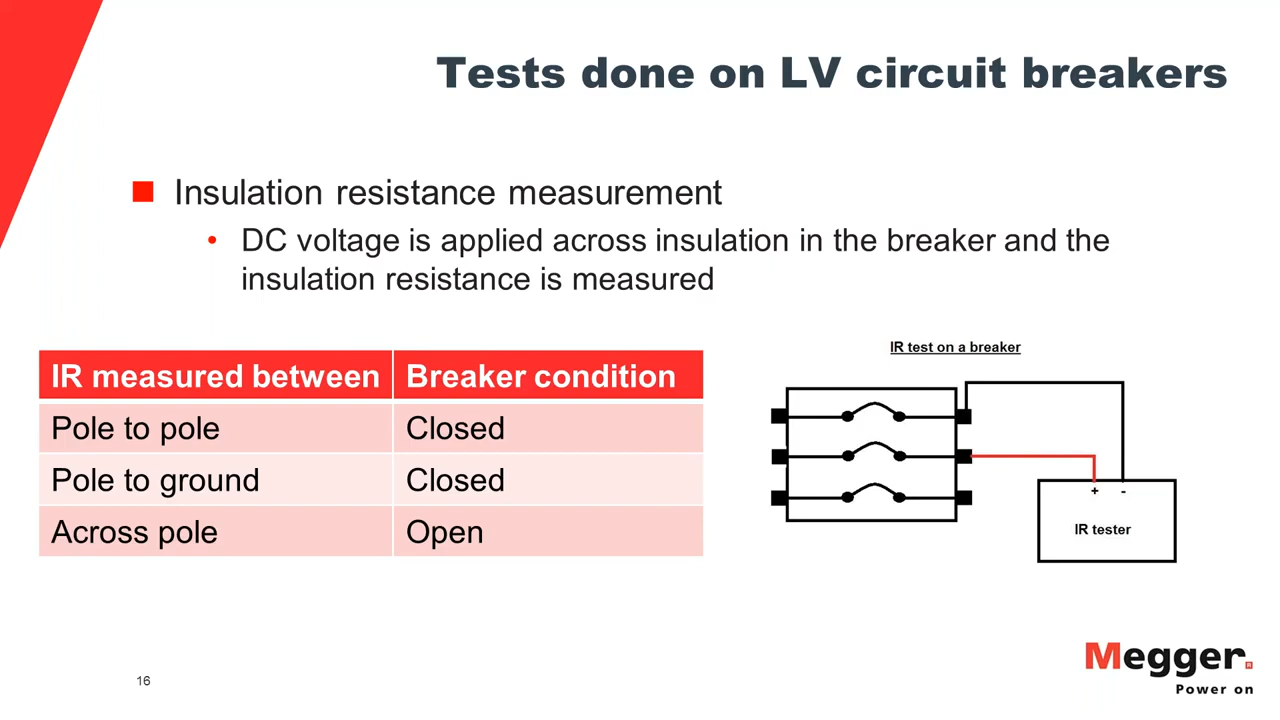 Tests done on LV circuit breakers
Insulation resistance measurement
• DC voltage is applied across insulation in the breaker and the
insulation resistance is measured
IR measured between Breaker condition
Pole to pole Closed
Pole to ground Closed
Across pole Open
IR test on a breaker
+ -
IR tester
Megger
Power on
16